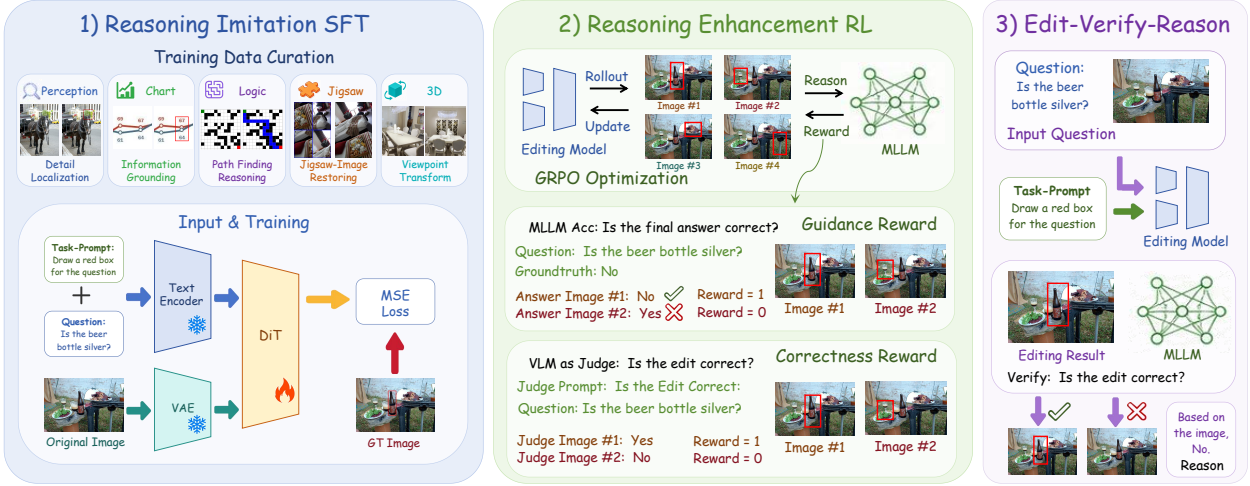 1) Reasoning Imitation SFT
Training Data Curation
Perception
Detail
Localization
Chart
69
67
61
64
69
67
61
64
Information
Grounding
Logic
Path Finding
Reasoning
Jigsaw
Jigsaw-Image
Restoring
3D
Viewpoint
Transform
Input & Training
Task-Prompt:
Draw a red box
for the question
+
Question:
Is the beer
bottle silver?
Text
Encoder
DiT
MSE
Loss
VAE
Original Image
GT Image
2) Reasoning Enhancement RL
Rollout
Update
Editing Model
Image #1
Image #2
Image #3
Image #4
Reason
Reward
MLLM
GRPO Optimization
MLLM Acc: Is the final answer correct?
Guidance Reward
Question: Is the beer bottle silver?
Groundtruth: No
Answer Image #1: No
Reward = 1
Answer Image #2: Yes
Reward = 0
Image #1
Image #2
VLM as Judge: Is the edit correct?
Correctness Reward
Judge Prompt: Is the Edit Correct:
Question: Is the beer bottle silver?
Judge Image #1: Yes
Reward = 1
Judge Image #2: No
Reward = 0
Image #1
Image #2
3) Edit-Verify-Reason
Question:
Is the beer
bottle silver?
Input Question
Task-Prompt
Draw a red box
for the question
Editing Model
Editing Result
MLLM
Verify: Is the edit correct?
Based on
the image,
No.
Reason